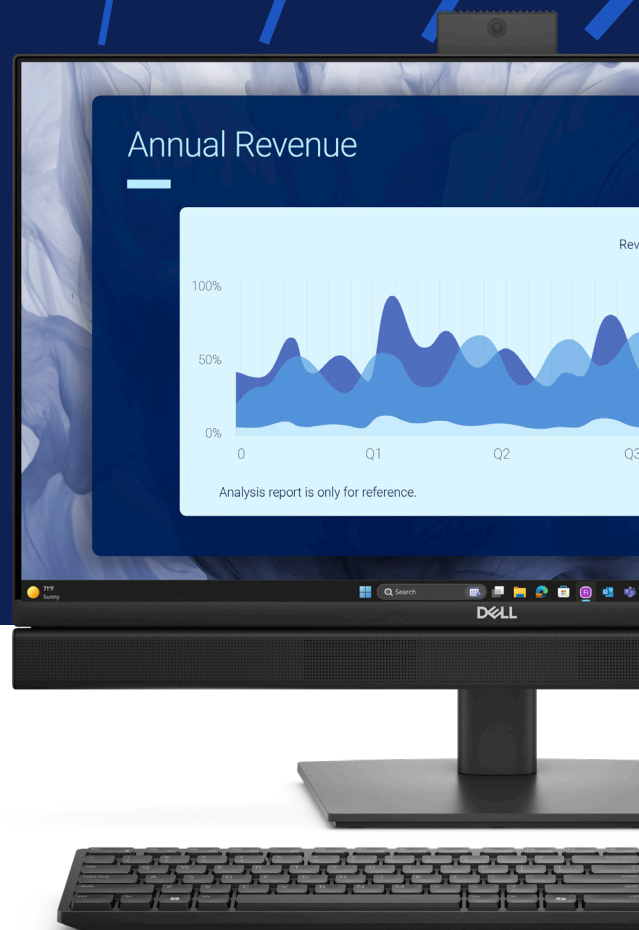 Annual Revenue
Rev
100%
50%
0%
0
Q1
Q2
Q3
Analysis report is only for reference.
71°F
Sunny
Search
DELL